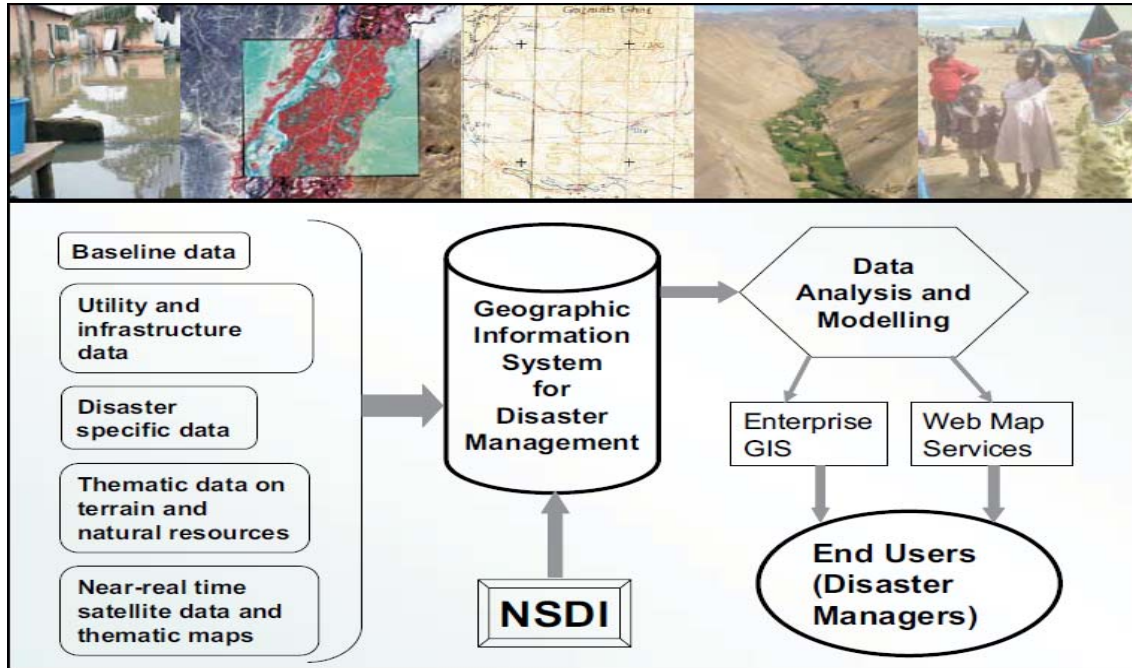 Baseline data
Utility and
infrastructure
data
Disaster
specific data
Thematic data on
terrain and
natural resources
Near-real time
satellite data and
thematic maps
Geographic
Information
System
for
Disaster
Management
NSDI
Data
Analysis and
Modelling
Enterprise
GIS
Web Map
Services
End Users
(Disaster
Managers)